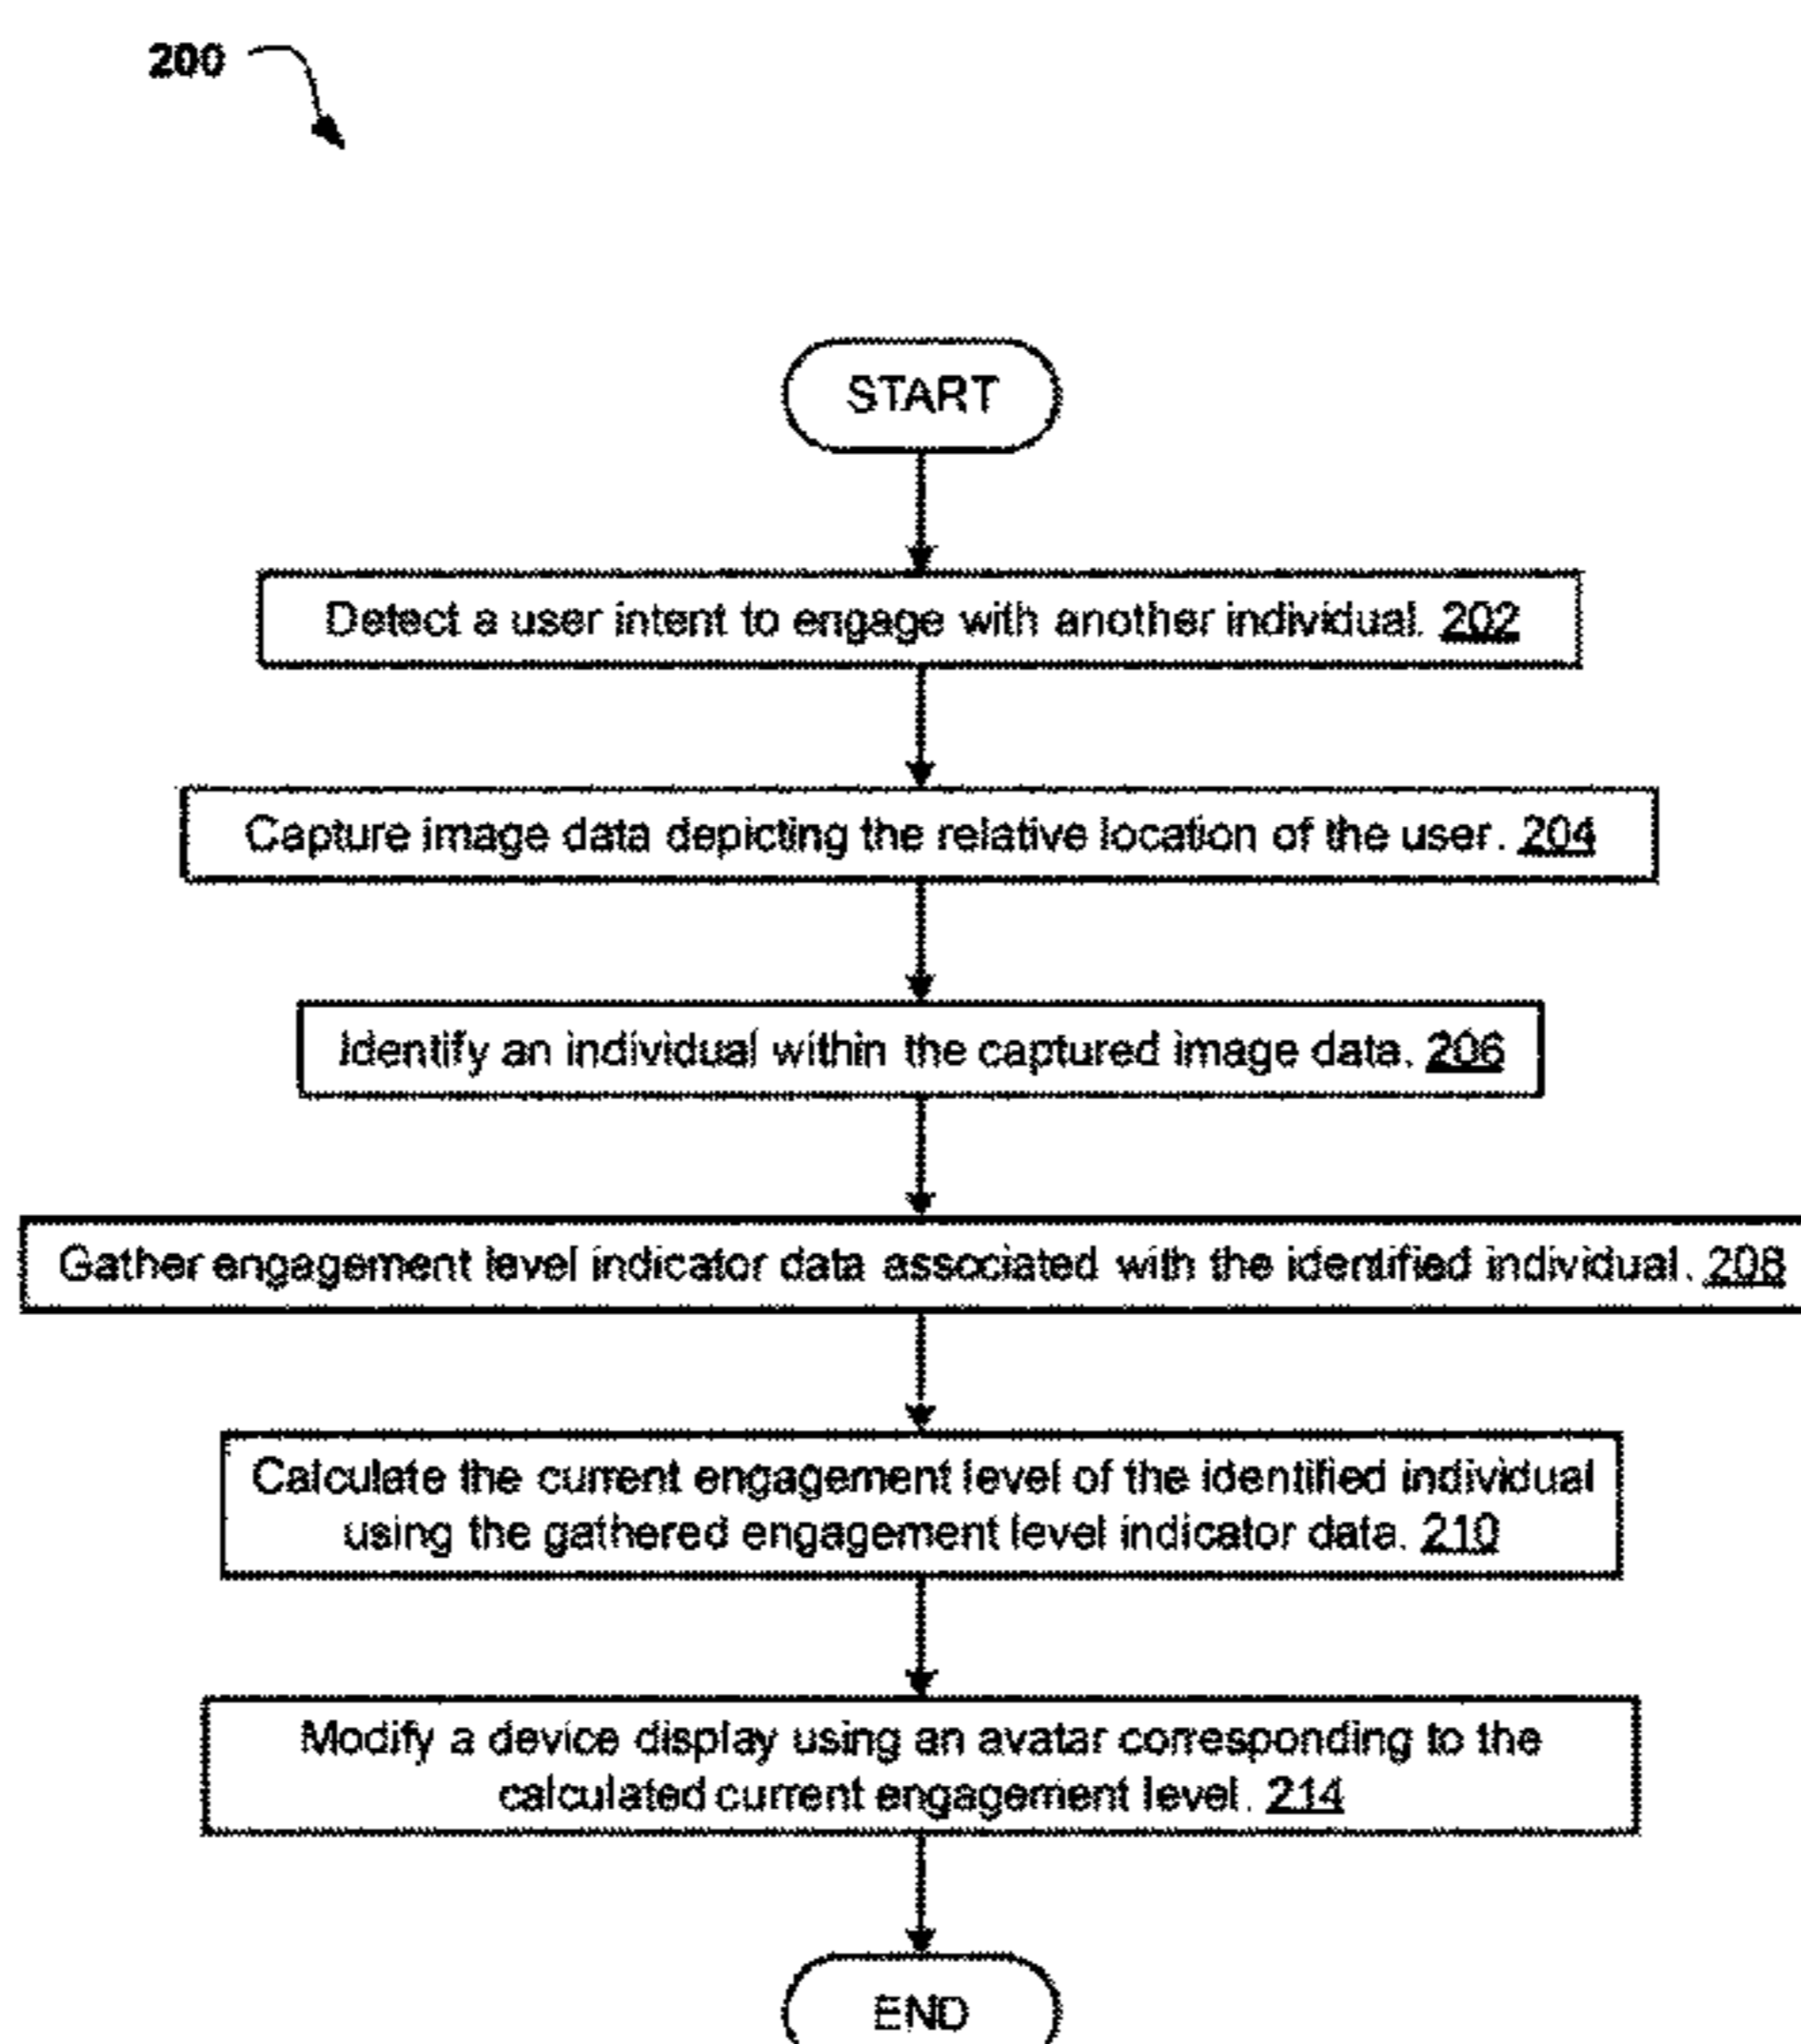 200
START
Detect a user intent to engage with another individual. 202
Capture image data depicting the relative location of the user. 204
Identify an individual within the captured image data. 206
Gather engagement level indicator data associated with the identified individual. 208
Calculate the current engagement level of the identified individual
using the gathered engagement level indicator data. 210
Modify a device display using an avatar corresponding to the
calculated current engagement level. 214
END